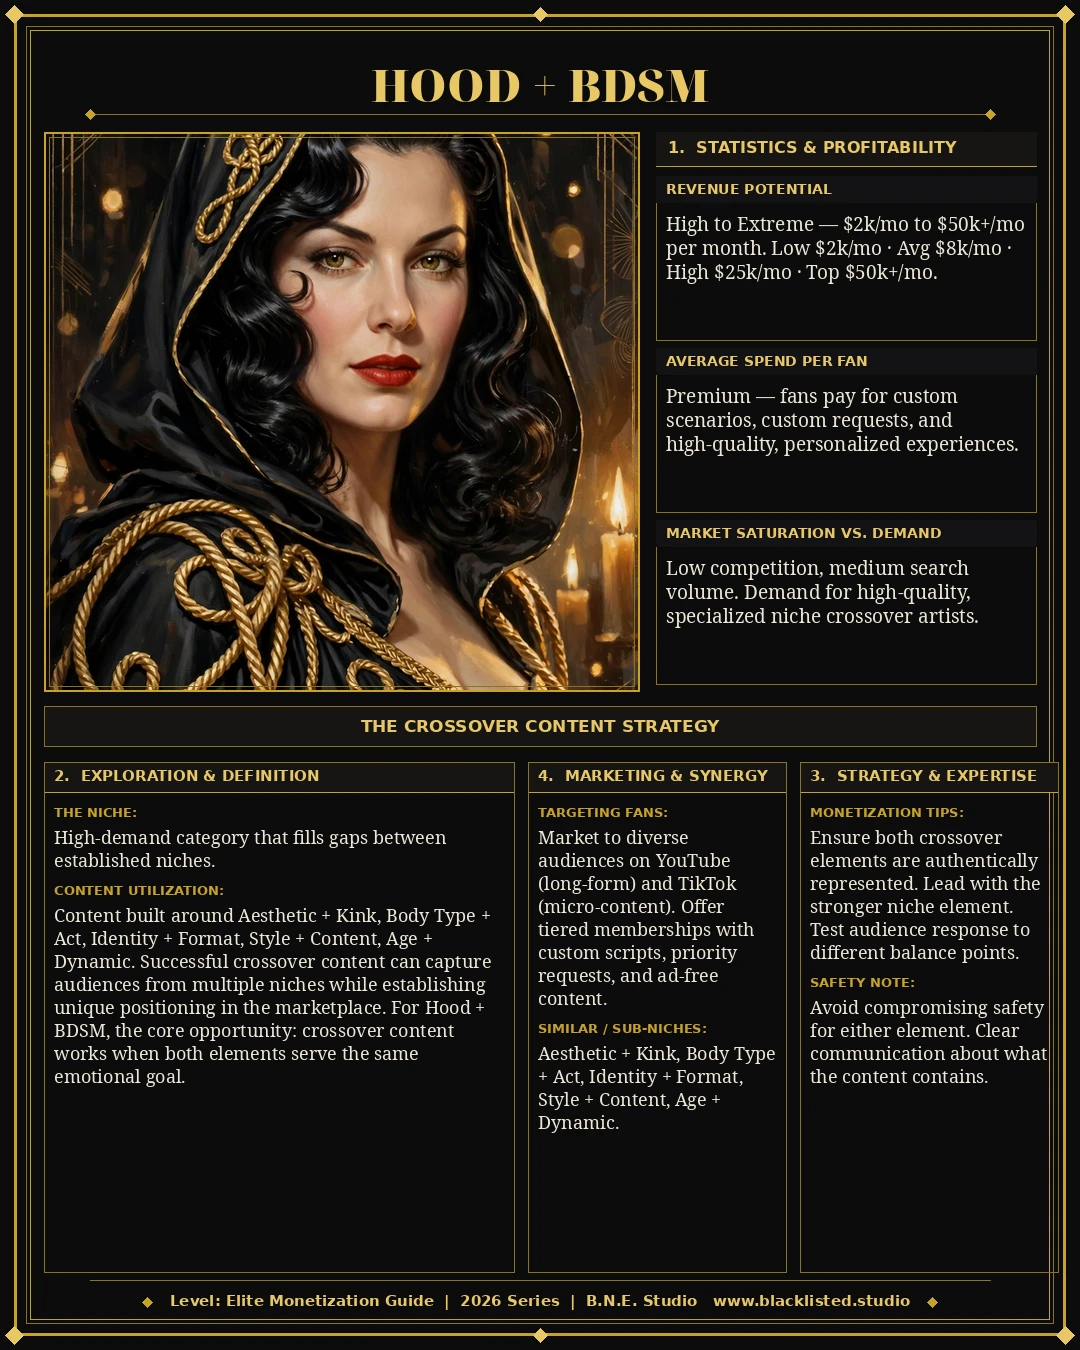 HOOD + BDSM
1. STATISTICS & PROFITABILITY
REVENUE POTENTIAL
High to Extreme — $2k/mo to $50k+/mo
per month. Low $2k/mo · Avg $8k/mo ·
High $25k/mo · Top $50k+/mo.
AVERAGE SPEND PER FAN
Premium — fans pay for custom
scenarios, custom requests, and
high-quality, personalized experiences.
MARKET SATURATION VS. DEMAND
Low competition, medium search
volume. Demand for high-quality,
specialized niche crossover artists.
THE CROSSOVER CONTENT STRATEGY
2. EXPLORATION & DEFINITION
THE NICHE:
High-demand category that fills gaps between
established niches.
CONTENT UTILIZATION:
Content built around Aesthetic + Kink, Body Type +
Act, Identity + Format, Style + Content, Age +
Dynamic. Successful crossover content can capture
audiences from multiple niches while establishing
unique positioning in the marketplace. For Hood +
BDSM, the core opportunity: crossover content
works when both elements serve the same
emotional goal.
4. MARKETING & SYNERGY
TARGETING FANS:
Market to diverse
audiences on YouTube
(long-form) and TikTok
(micro-content). Offer
tiered memberships with
custom scripts, priority
requests, and ad-free
content.
SIMILAR / SUB-NICHES:
Aesthetic + Kink, Body Type
+ Act, Identity + Format,
Style + Content, Age +
Dynamic.
3. STRATEGY & EXPERTISE
MONETIZATION TIPS:
Ensure both crossover
elements are authentically
represented. Lead with the
stronger niche element.
Test audience response to
different balance points.
SAFETY NOTE:
Avoid compromising safety
for either element. Clear
communication about what
the content contains.
Level: Elite Monetization Guide | 2026 Series | B.N.E. Studio www.blacklisted.studio